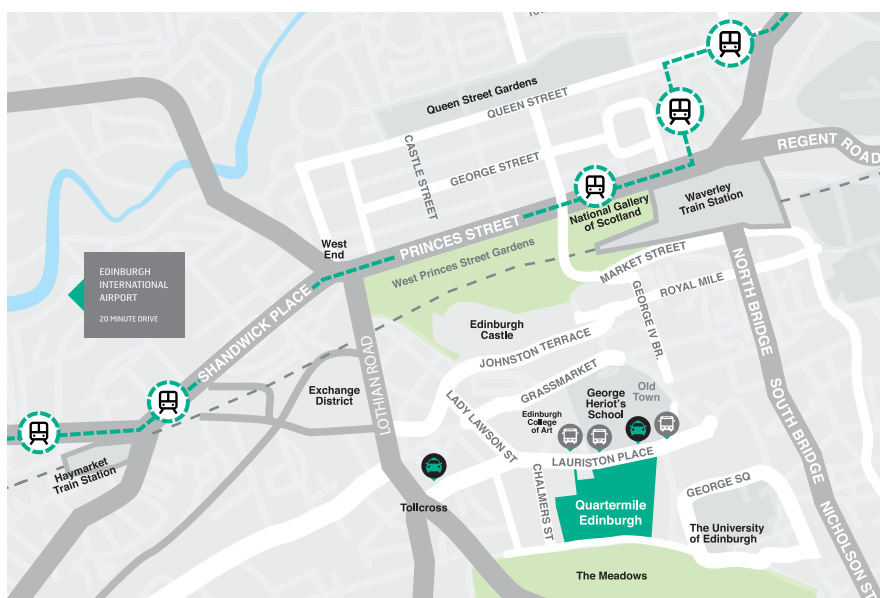 Queen Street Gardens
QUEEN STREET
CASTLE STREET
GEORGE STREET
REGENT ROAD
Waverley
Train Station
National Gallery
of Scotland
PRINCES STREET
West
End
West Princes Street Gardens
MARKET STREET
EDINBURGH
INTERNATIONAL
AIRPORT
20 MINUTE DRIVE
ROYAL MILE
NORTH BRIDGE
GEORGE IV BR.
SHANDWICK PLACE
Edinburgh
Castle
JOHNSTON TERRACE
GRASSMARKET
Exchange
District
LOTHIAN ROAD
LADY LAWSON ST
George
Heriot's
School
Old
Town
Edinburgh
College
of Art
SOUTH BRIDGE
LAURISTON PLACE
Haymarket
Train Station
CHALMERS ST
GEORGE SQ
Tollcross
Quartermile
Edinburgh
NICHOLSON ST
The University
of Edinburgh
The Meadows